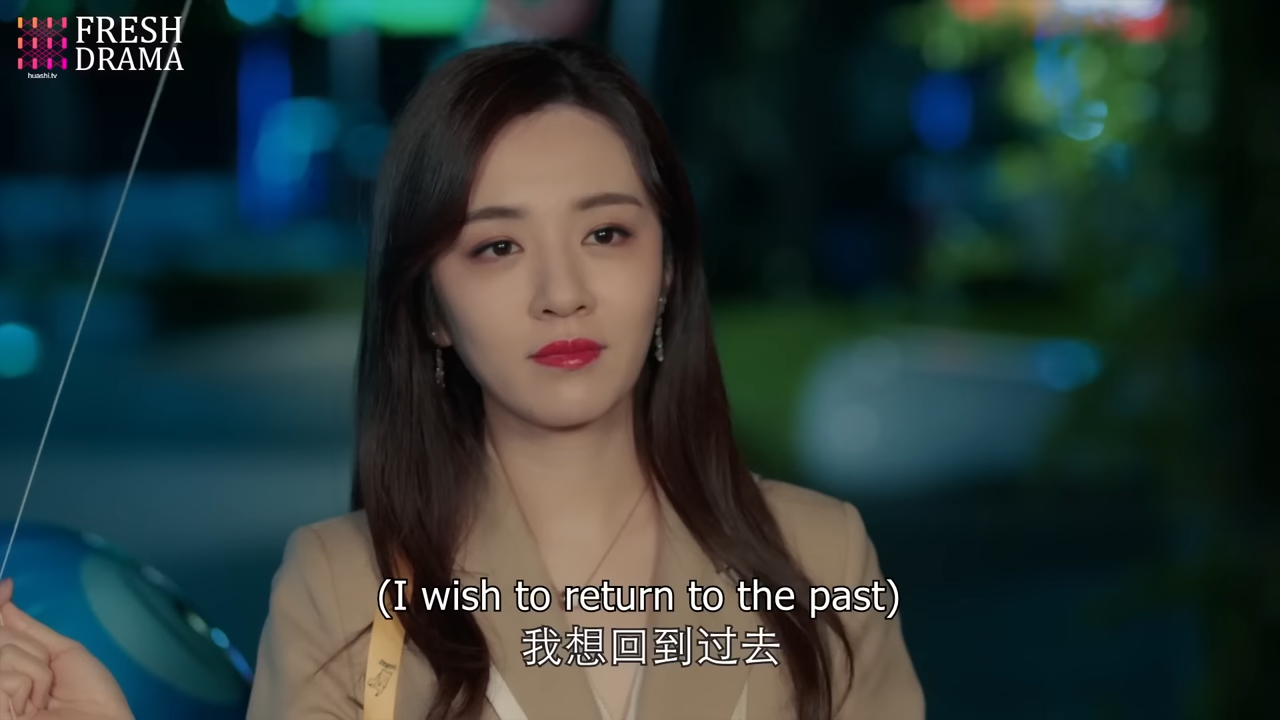 FRESH
DRAMA
huashi.tv
(I wish to return to the past)
我想回到过去